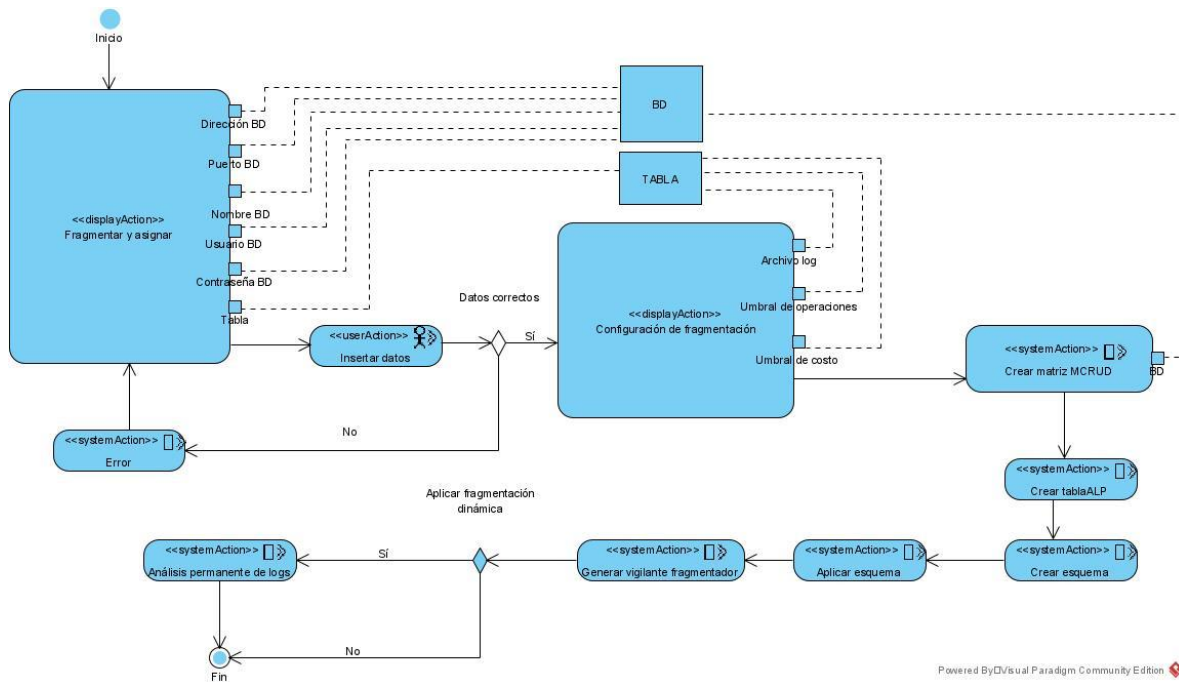 Inicio
Dirección BD
Puerto BD
Nombre BD
Usuario BD
Contraseña BD
Tabla
<<displayAction>>
Fragmentar y asignar
BD
TABLA
<<displayAction>>
Configuración de fragmentación
Archivo log
Umbral de operaciones
Umbral de costo
<<userAction>>
Insertar datos
Datos correctos
Sí
No
<<systemAction>>
Error
<<systemAction>>
Crear matriz MCRUD
BD
<<systemAction>>
Crear tablaALP
<<systemAction>>
Crear esquema
<<systemAction>>
Aplicar esquema
<<systemAction>>
Generar vigilante fragmentador
Aplicar fragmentación
dinámica
Sí
No
<<systemAction>>
Análisis permanente de logs
Fin
Powered By Visual Paradigm Community Edition